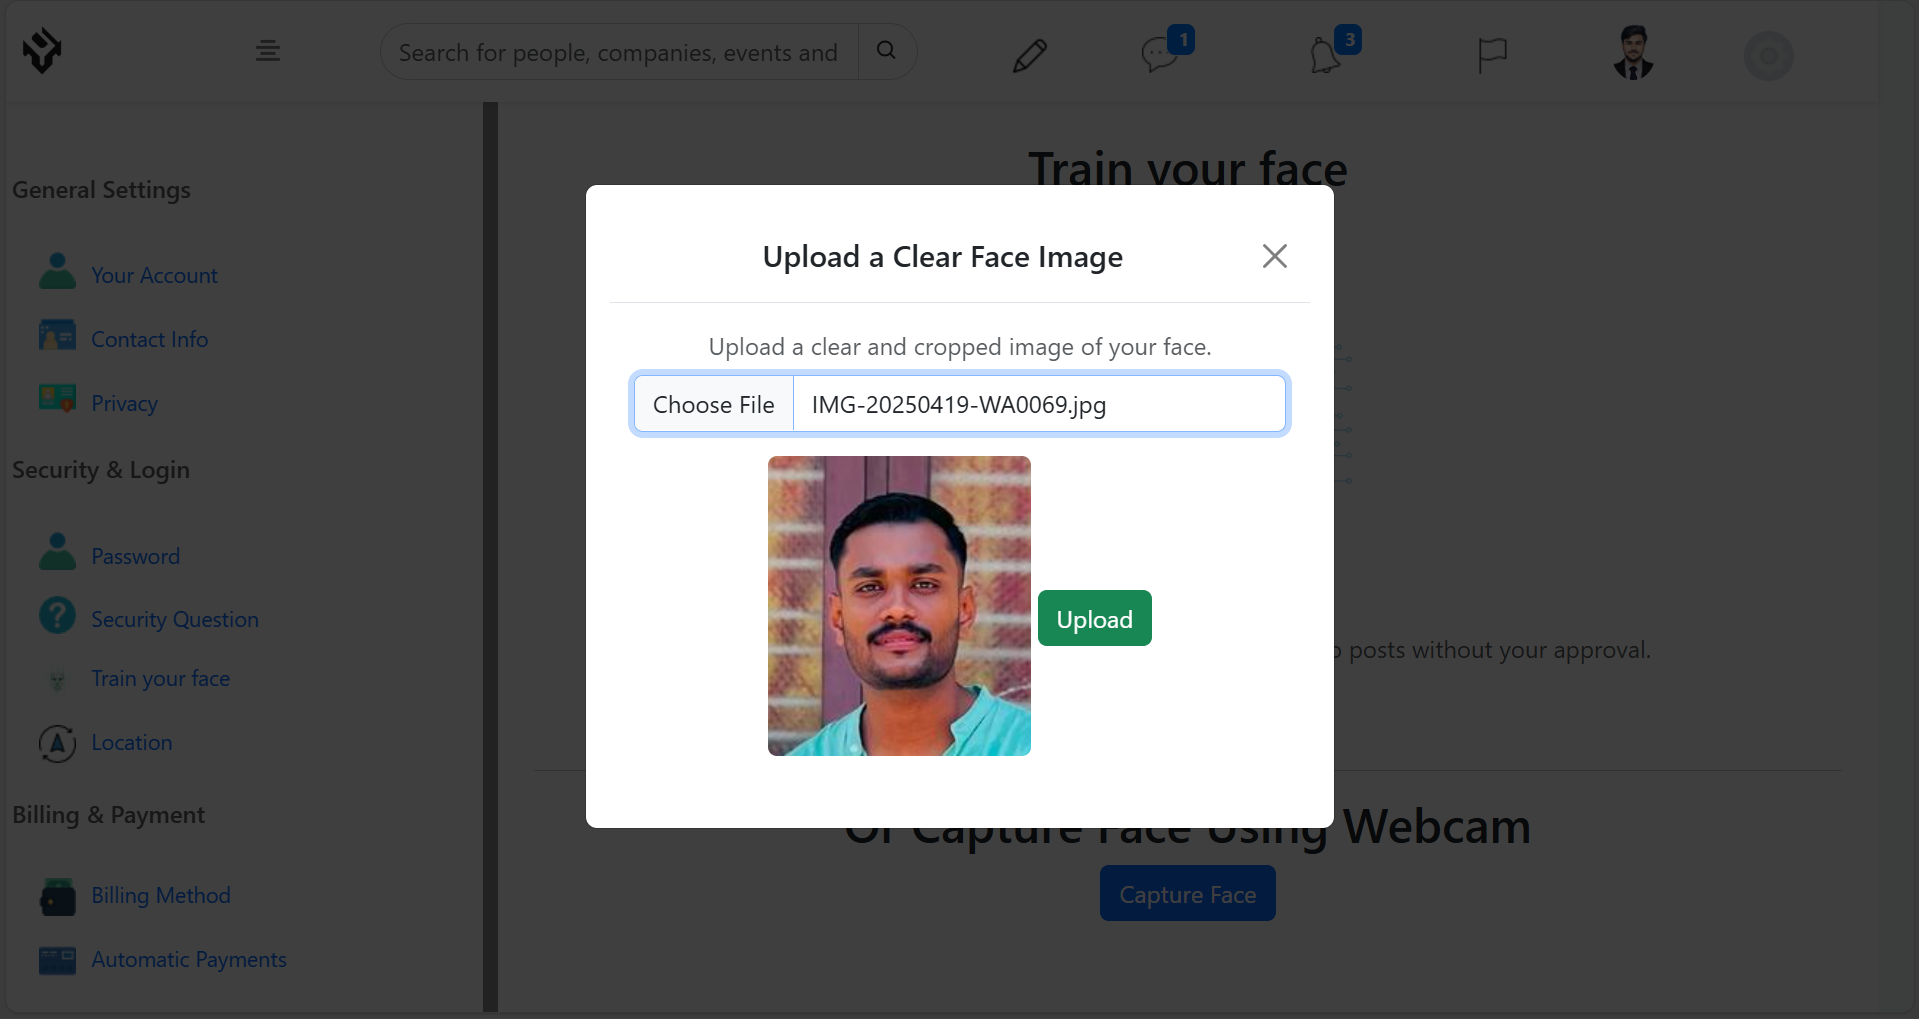 Search for people, companies, events and
1
3
General Settings
Your Account
Contact Info
Privacy
Security & Login
Password
Security Question
Train your face
Location
Billing & Payment
Billing Method
Automatic Payments
Train your face
Upload a Clear Face Image
Upload a clear and cropped image of your face.
Choose File IMG-20250419-WA0069.jpg
Upload
posts without your approval.
Or Capture Face Using Webcam
Capture Face